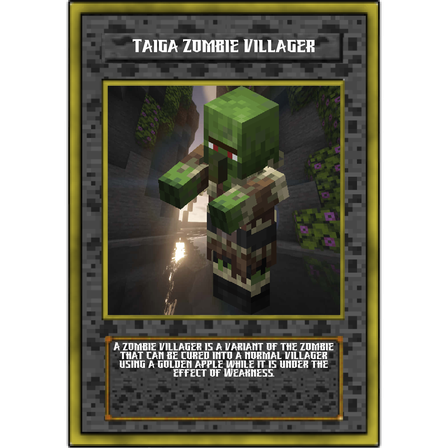 TAIGA ZOMBIE VILLAGER
A ZOMBIE VILLAGER IS A VARIANT OF THE ZOMBIE
THAT CAN BE CURED INTO A NORMAL VILLAGER
USING A GOLDEN APPLE WHILE IT IS UNDER THE
EFFECT OF WEAKNESS.